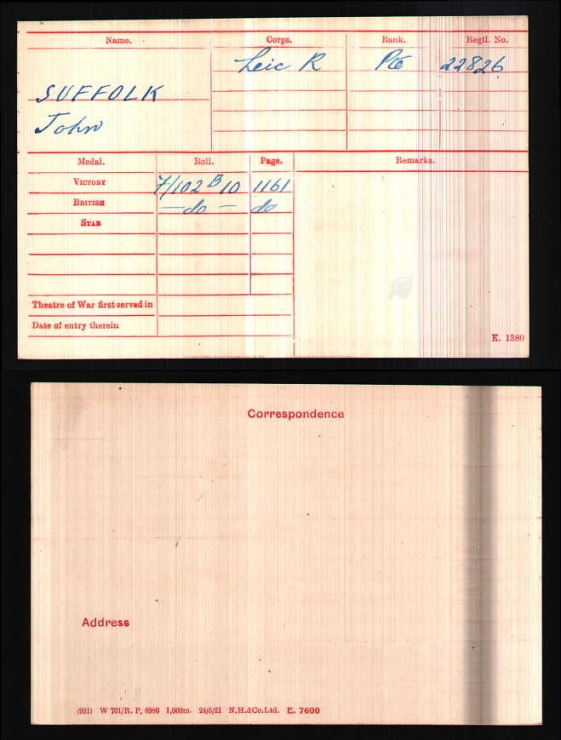 Name. Corps. Rank. Regtl. No.
Leic R Pte 22826
SUFFOLK
John
Medal. Roll. Page. Remarks.
VICTORY 7/102 B 10 1161
BRITISH — do — do
STAR
Theatre of War first served in
Date of entry therein
K. 1380
Correspondence
Address
(931) W 701/R. P. 6980 1,000m. 24/5/21 N.H.&Co.Ltd. E. 7600